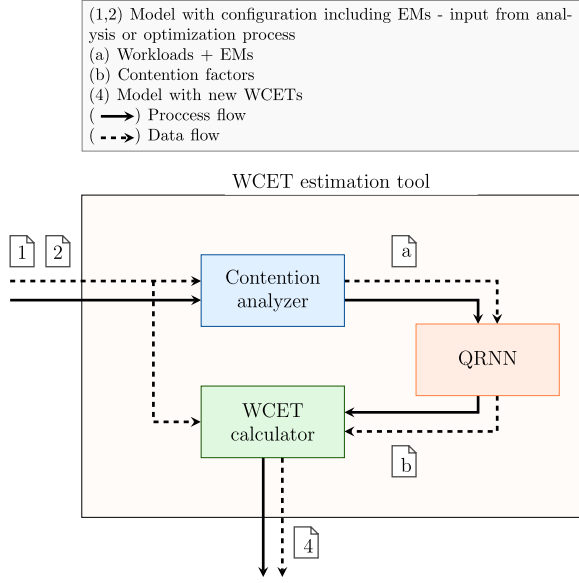 (1,2) Model with configuration including EMs - input from anal-
ysis or optimization process
(a) Workloads + EMs
(b) Contention factors
(4) Model with new WCETs
( ) Proccess flow
( ) Data flow
WCET estimation tool
1 2
a
Contention
analyzer
QRNN
WCET
calculator
b
4